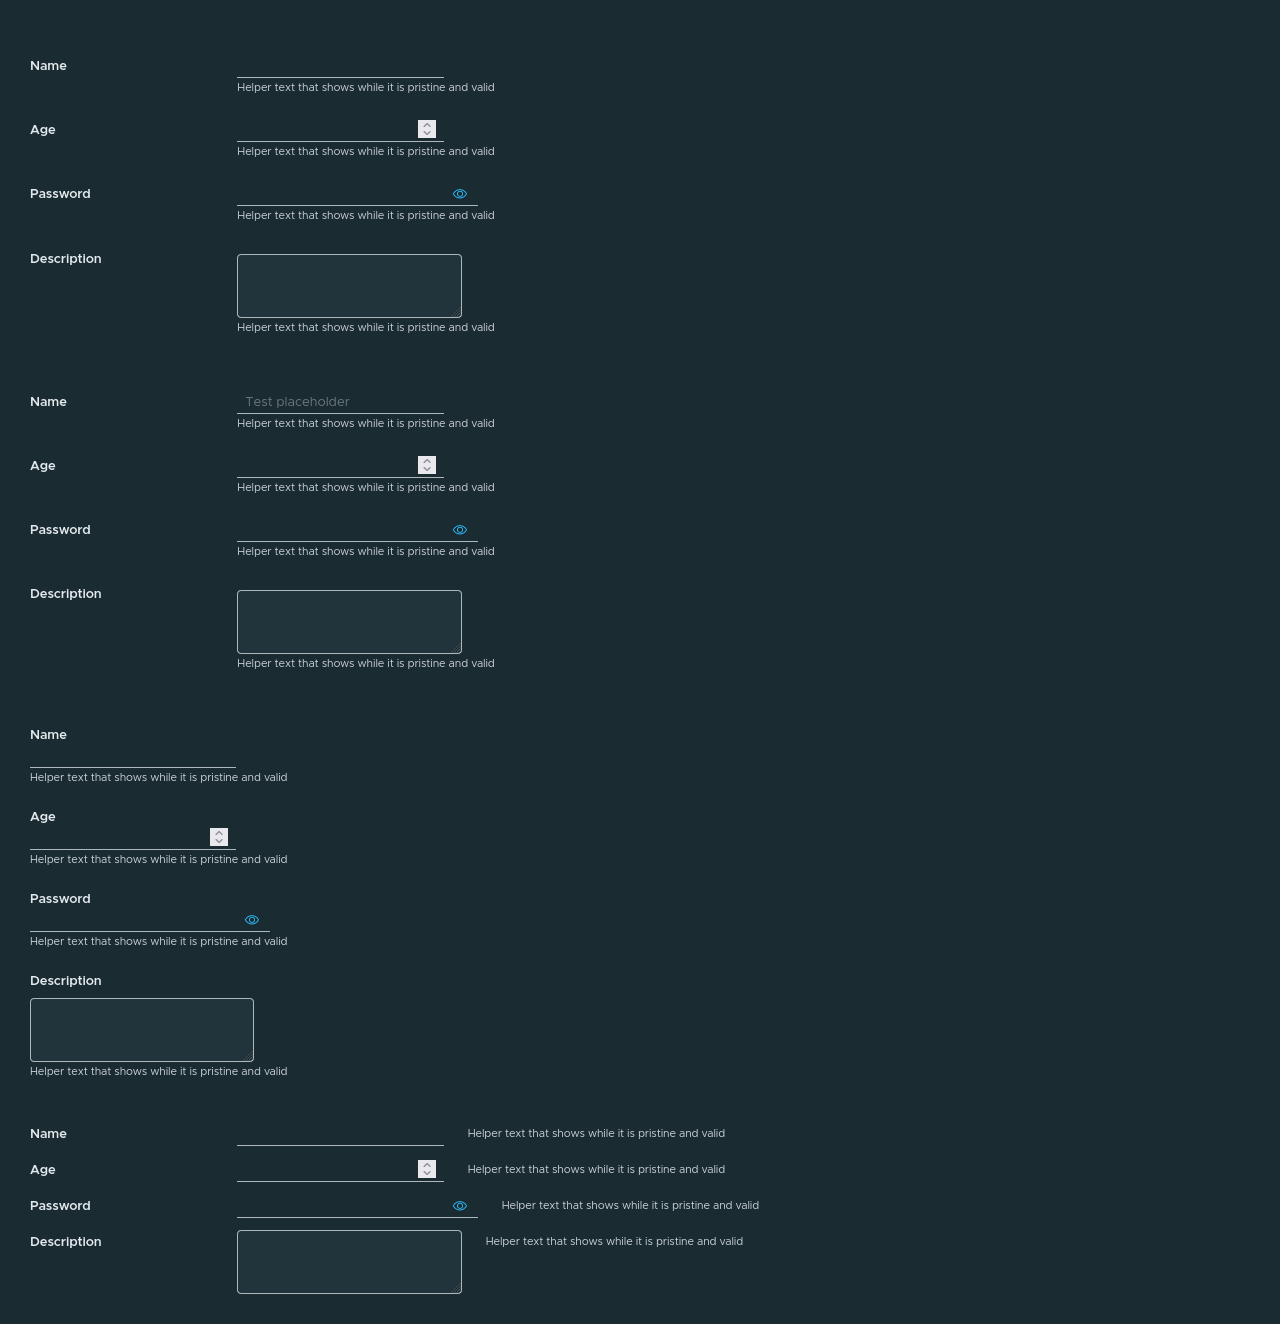 Name
Helper text that shows while it is pristine and valid
Age
Helper text that shows while it is pristine and valid
Password
Helper text that shows while it is pristine and valid
Description
Helper text that shows while it is pristine and valid
Name Test placeholder
Helper text that shows while it is pristine and valid
Age
Helper text that shows while it is pristine and valid
Password
Helper text that shows while it is pristine and valid
Description
Helper text that shows while it is pristine and valid
Name
Helper text that shows while it is pristine and valid
Age
Helper text that shows while it is pristine and valid
Password
Helper text that shows while it is pristine and valid
Description
Helper text that shows while it is pristine and valid
Name Helper text that shows while it is pristine and valid
Age Helper text that shows while it is pristine and valid
Password Helper text that shows while it is pristine and valid
Description Helper text that shows while it is pristine and valid